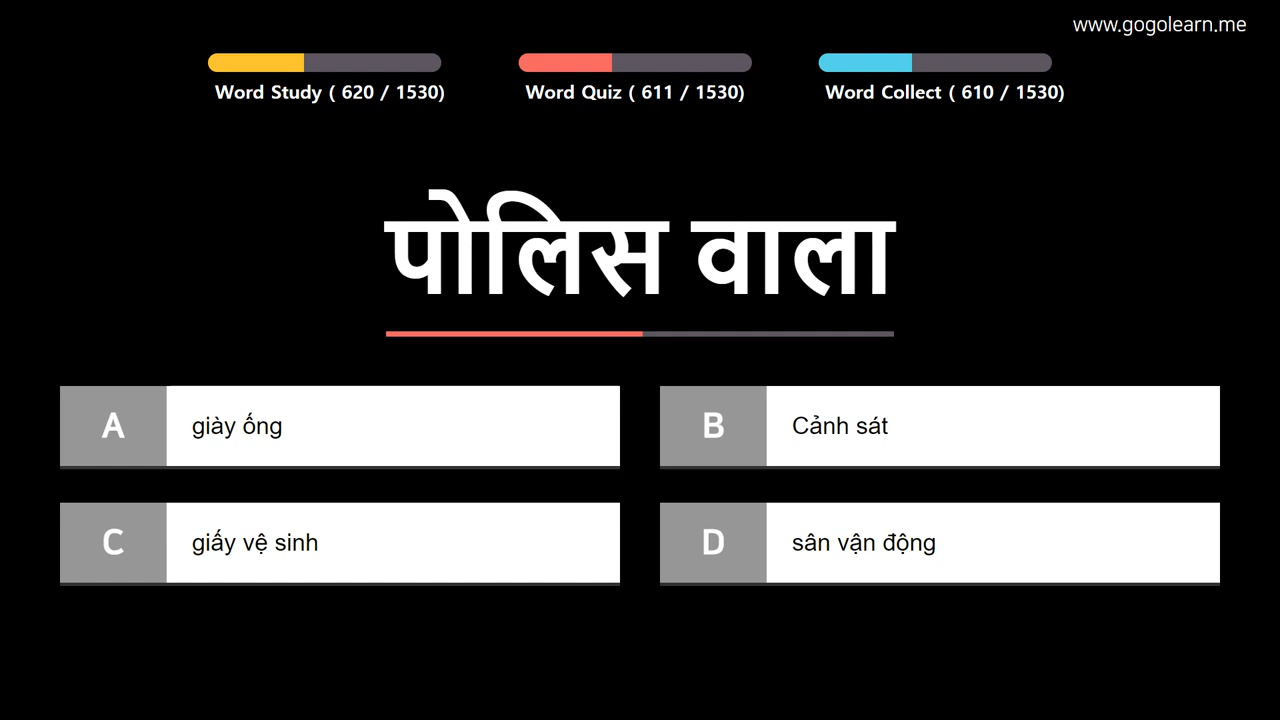 www.gogolearn.me
Word Study ( 620 / 1530)
Word Quiz ( 611 / 1530)
Word Collect ( 610 / 1530)
पोलिस वाला
A
giày ống
B
Cảnh sát
C
giấy vệ sinh
D
sân vận động